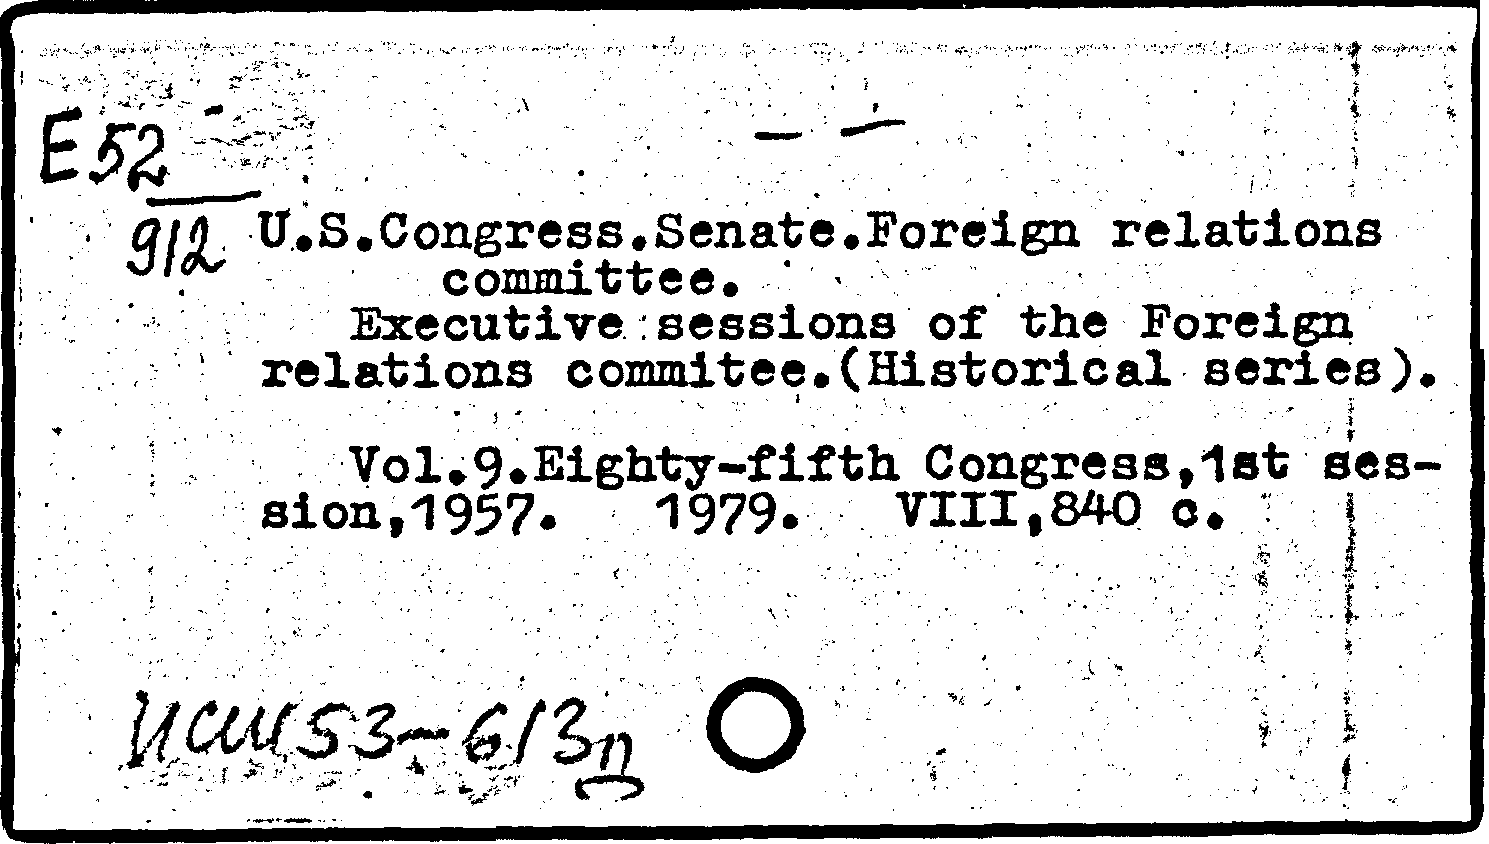 E52
912
U.S.Congress.Senate.Foreign relations
committee.
Executive sessions of the Foreign
relations commitee.(Historical series).
Vol.9.Eighty-fifth Congress,1st ses-
sion,1957. 1979. VIII,840 c.
53-613п